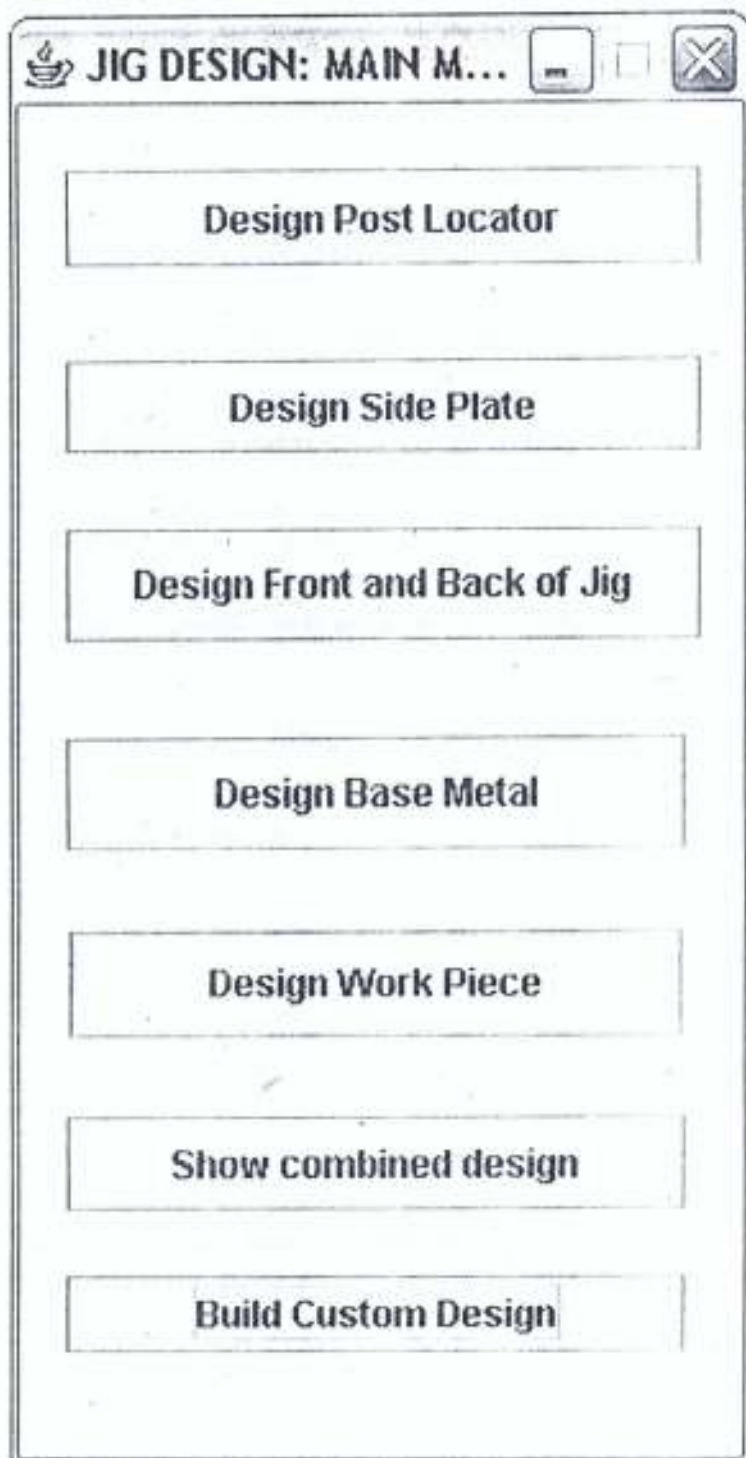 JIG DESIGN: MAIN M...
Design Post Locator
Design Side Plate
Design Front and Back of Jig
Design Base Metal
Design Work Piece
Show combined design
Build Custom Design